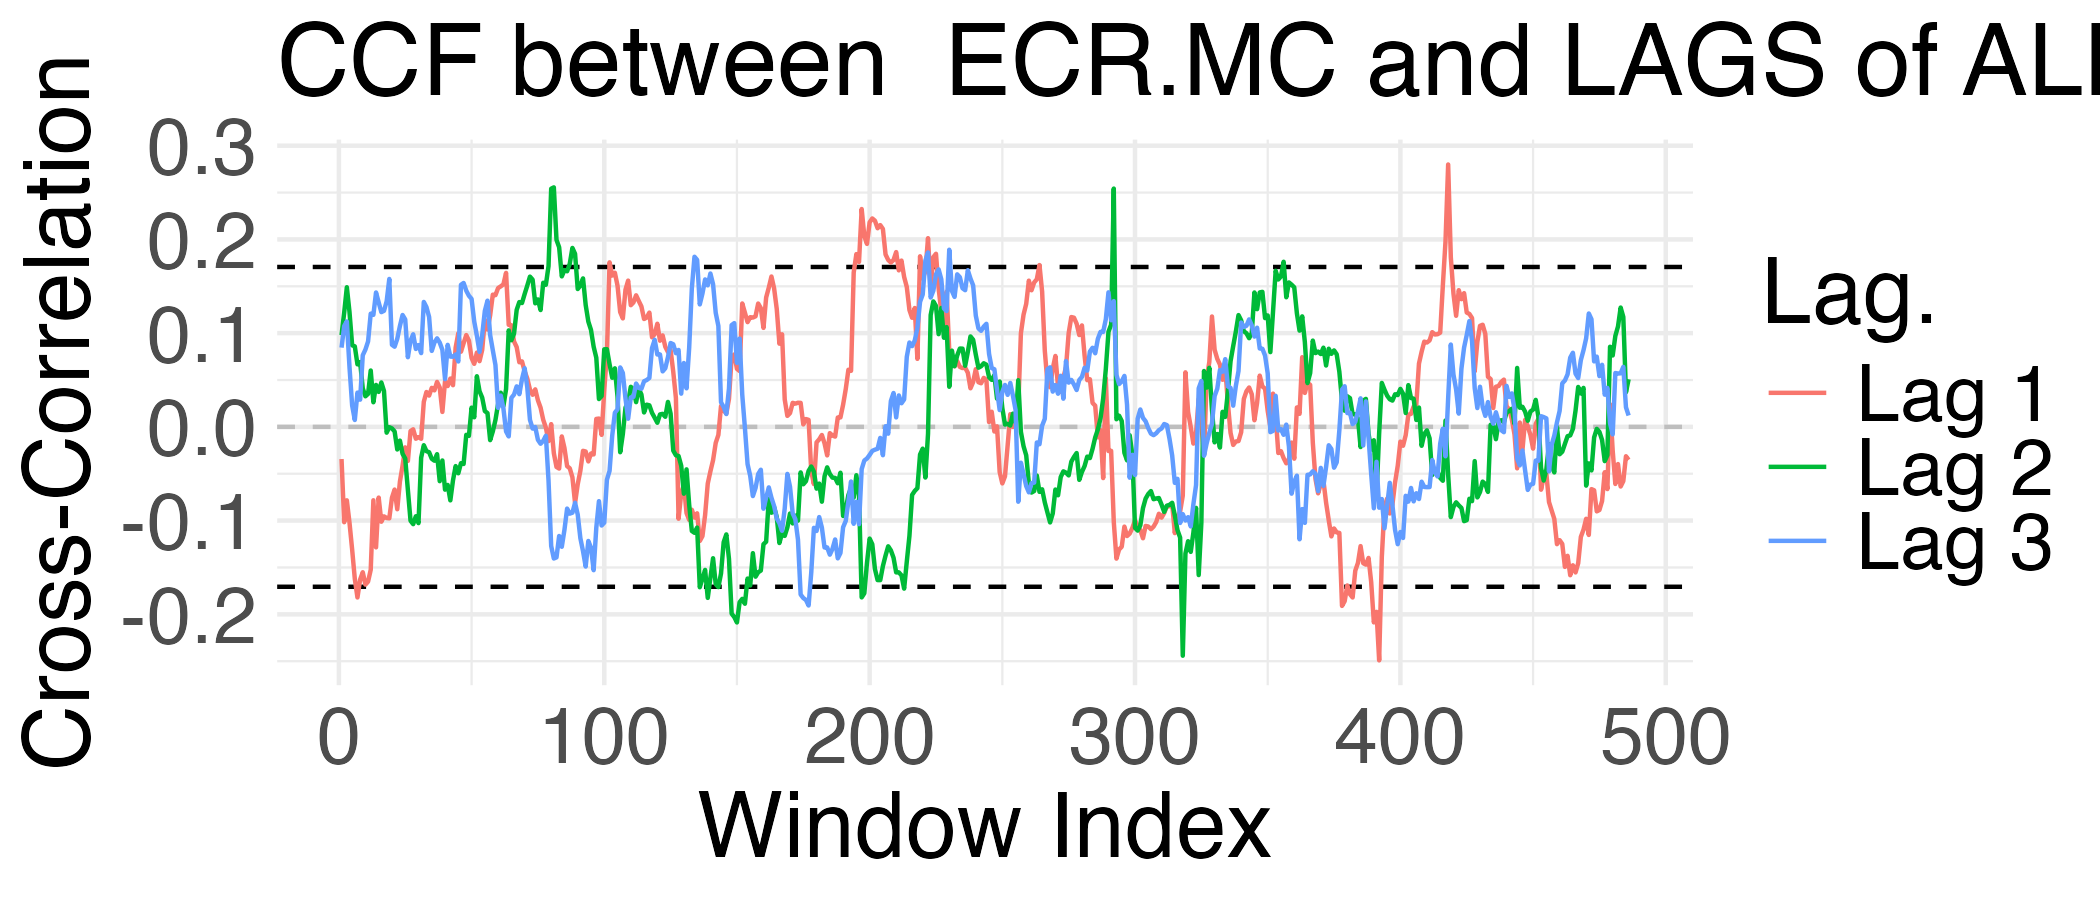 CCF between ECR.MC and LAGS of
Cross-Correlation
0.3
0.2
0.1
0.0
-0.1
-0.2
0 100 200 300 400 500
Window Index
Lag.
Lag 1
Lag 2
Lag 3